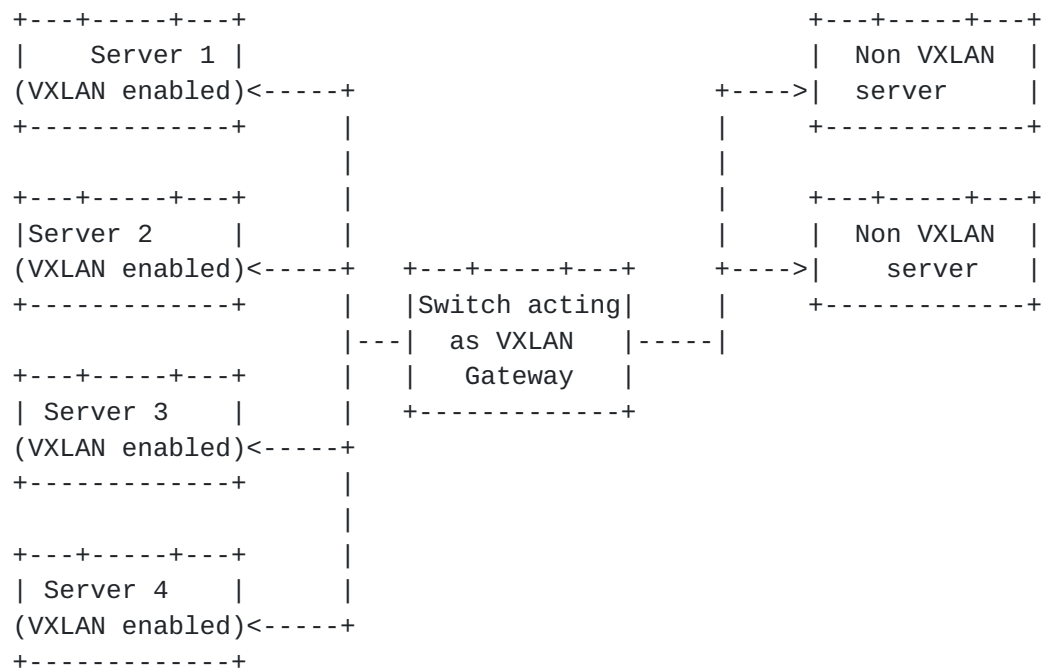 Server 1
Non VXLAN
(VXLAN enabled)
server
Server 2
Non VXLAN
(VXLAN enabled)
server
Switch acting
as VXLAN
Gateway
Server 3
(VXLAN enabled)
Server 4
(VXLAN enabled)